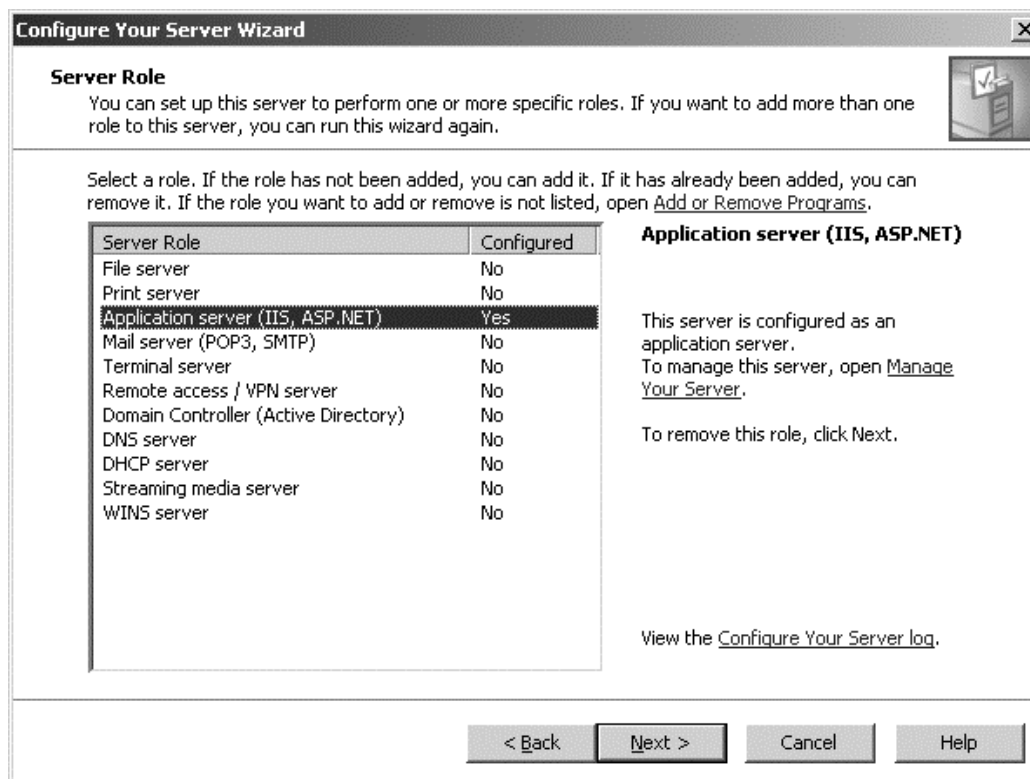 Configure Your Server Wizard
Server Role
You can set up this server to perform one or more specific roles. If you want to add more than one
role to this server, you can run this wizard again.
Select a role. If the role has not been added, you can add it. If it has already been added, you can
remove it. If the role you want to add or remove is not listed, open Add or Remove Programs.
Server Role Configured
File server No
Print server No
Application server (IIS, ASP.NET) Yes
Mail server (POP3, SMTP) No
Terminal server No
Remote access / VPN server No
Domain Controller (Active Directory) No
DNS server No
DHCP server No
Streaming media server No
WINS server No
Application server (IIS, ASP.NET)
This server is configured as an
application server.
To manage this server, open Manage
Your Server.
To remove this role, click Next.
View the Configure Your Server log.
< Back Next > Cancel Help